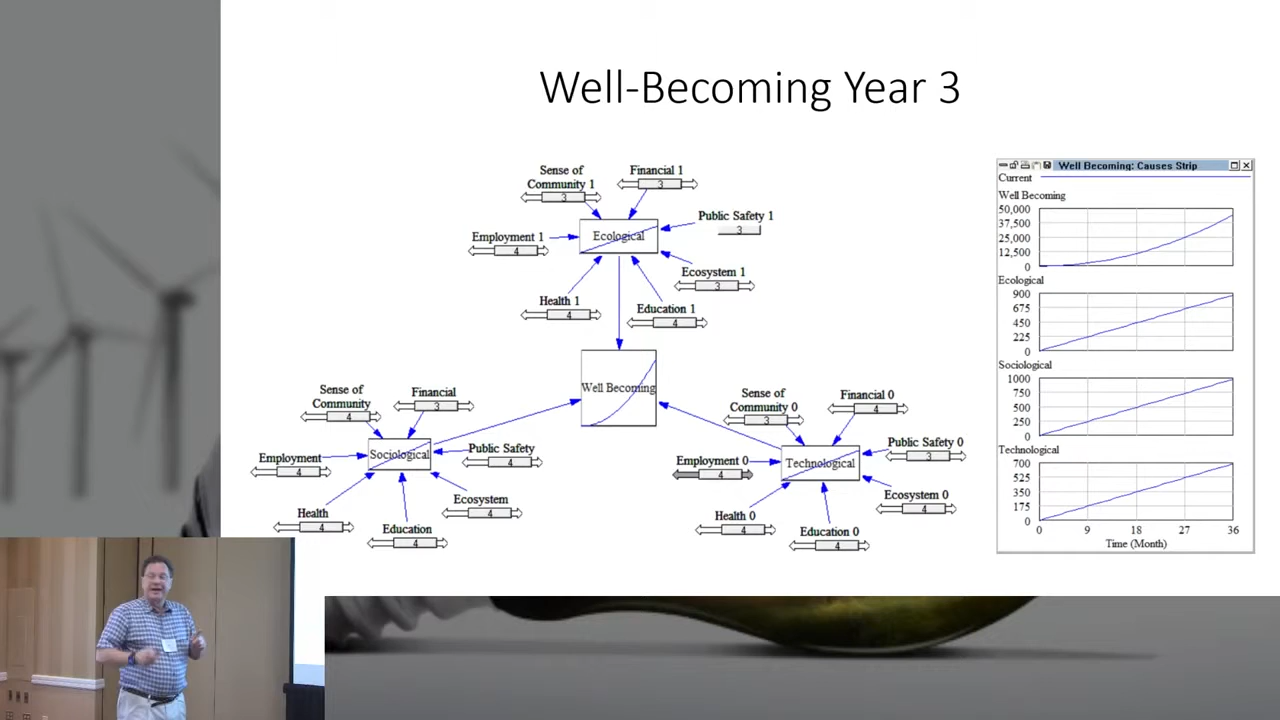 Well-Becoming Year 3
Sense of
Community 1
3
Financial 1
3
Public Safety 1
3
Employment 1
4
Ecological
Ecosystem 1
3
Health 1
4
Education 1
4
Well Becoming
Sense of
Community
4
Financial
3
Employment
4
Sociological
Public Safety
4
Health
4
Ecosystem
4
Education
4
Sense of
Community 0
3
Financial 0
4
Employment 0
4
Technological
Public Safety 0
3
Health 0
4
Ecosystem 0
4
Education 0
4
Well Becoming: Causes Strip
Current
Well Becoming
50,000
37,500
25,000
12,500
0
Ecological
900
675
450
225
0
Sociological
1000
750
500
250
0
Technological
700
525
350
175
0
0 9 18 27 36
Time (Month)